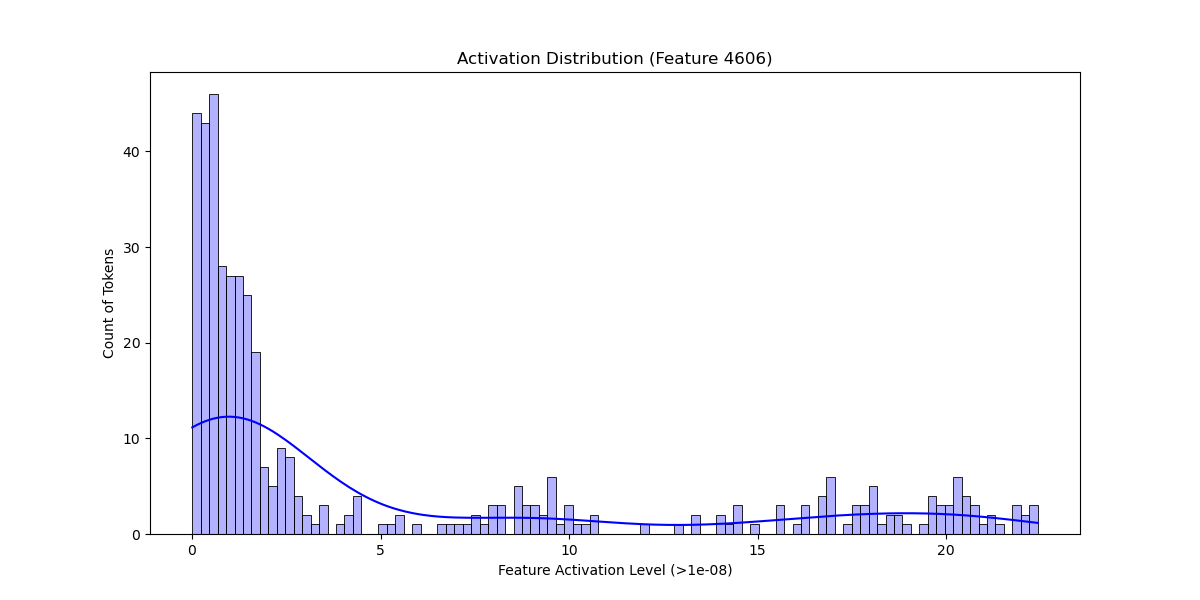 Activation Distribution (Feature 4606)
Count of Tokens
40
30
20
10
0
0 5 10 15 20
Feature Activation Level (>1e-08)